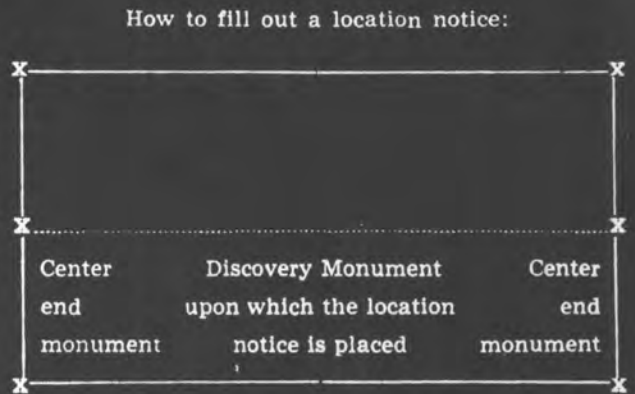 How to fill out a location notice:
X X
X X
Center Discovery Monument Center
end upon which the location end
monument notice is placed monument
X X